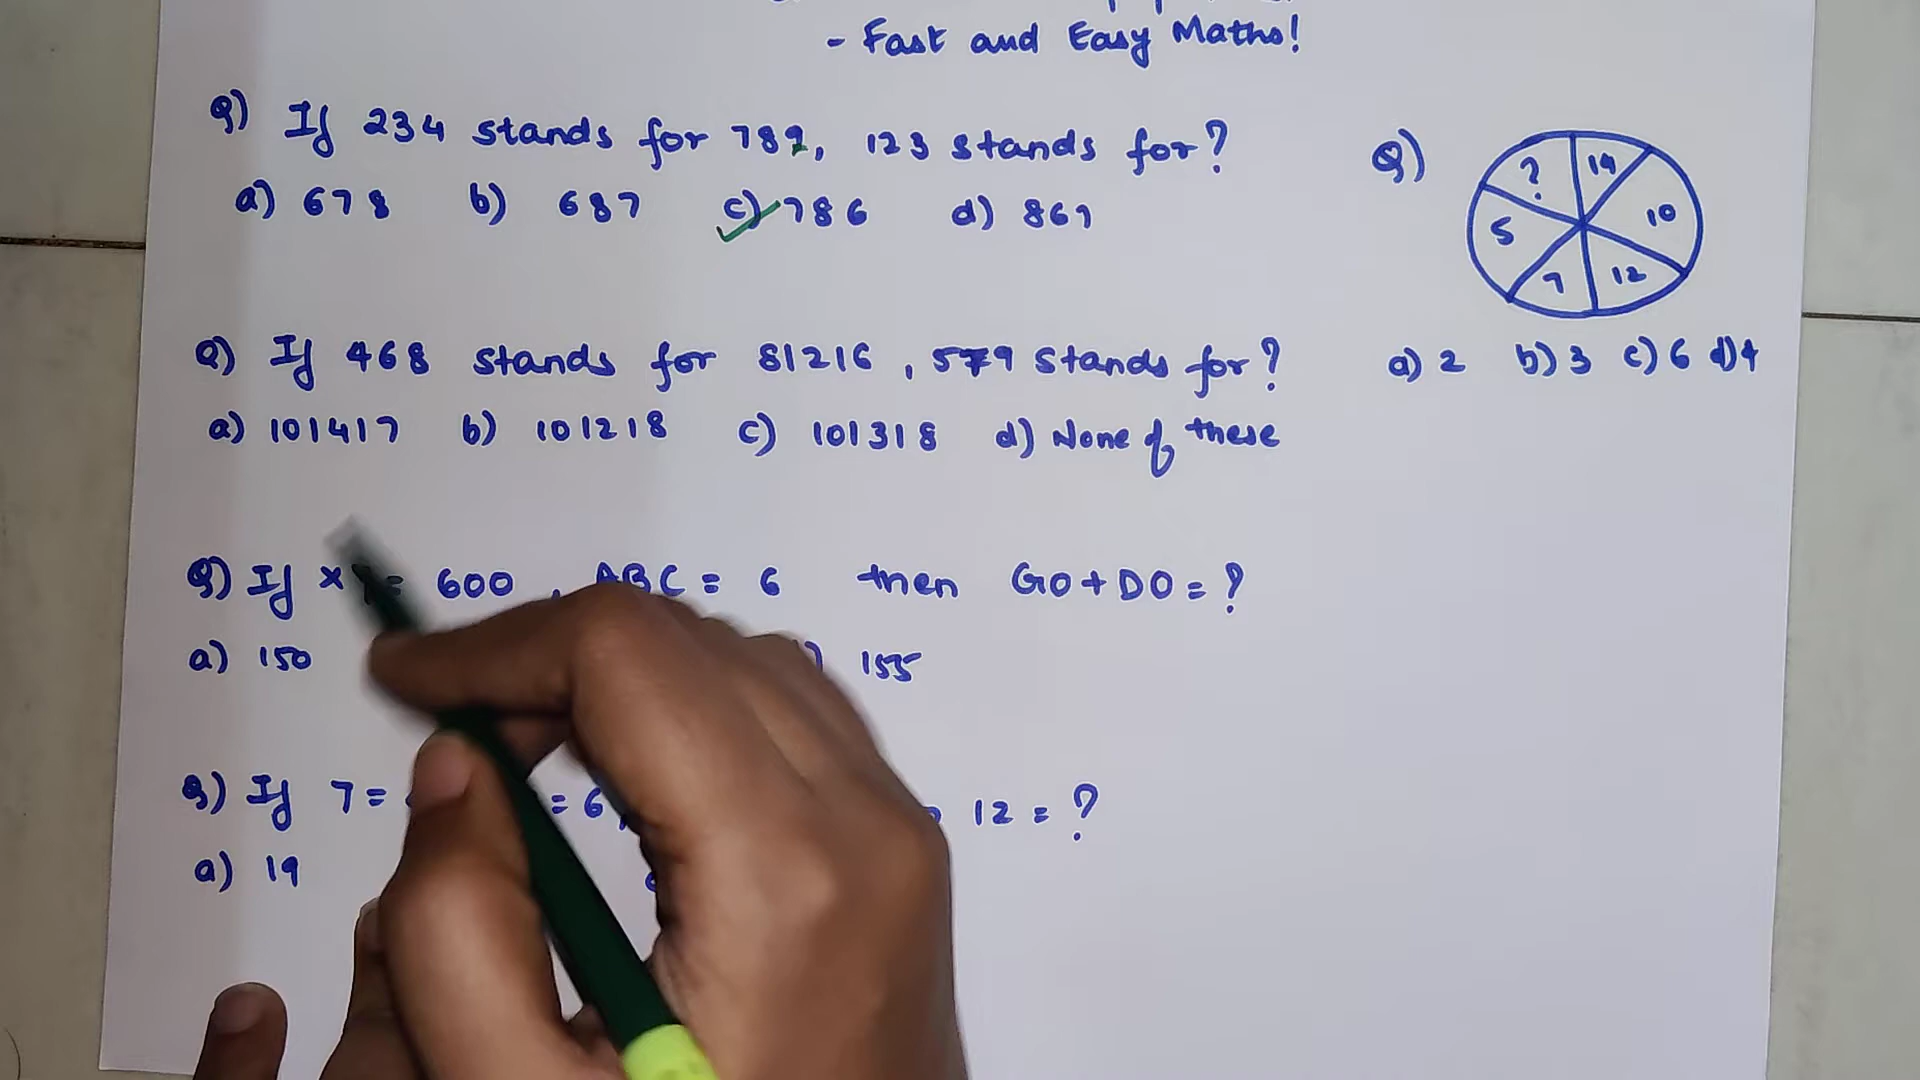 - Fast and Easy Maths!
Q) If 234 stands for 789, 123 stands for?
a) 678 b) 687 c) 786 d) 867
Q) If 468 stands for 81216, 579 stands for?
a) 101417 b) 101218 c) 101318 d) None of these
Q) If = 600, ABC = 6 then GO+DO = ?
a) 150 155
Q) If 7= =6, 12 = ?
a) 19
Q)
? 14
5 10
7 12
a) 2 b) 3 c) 6 d) 4